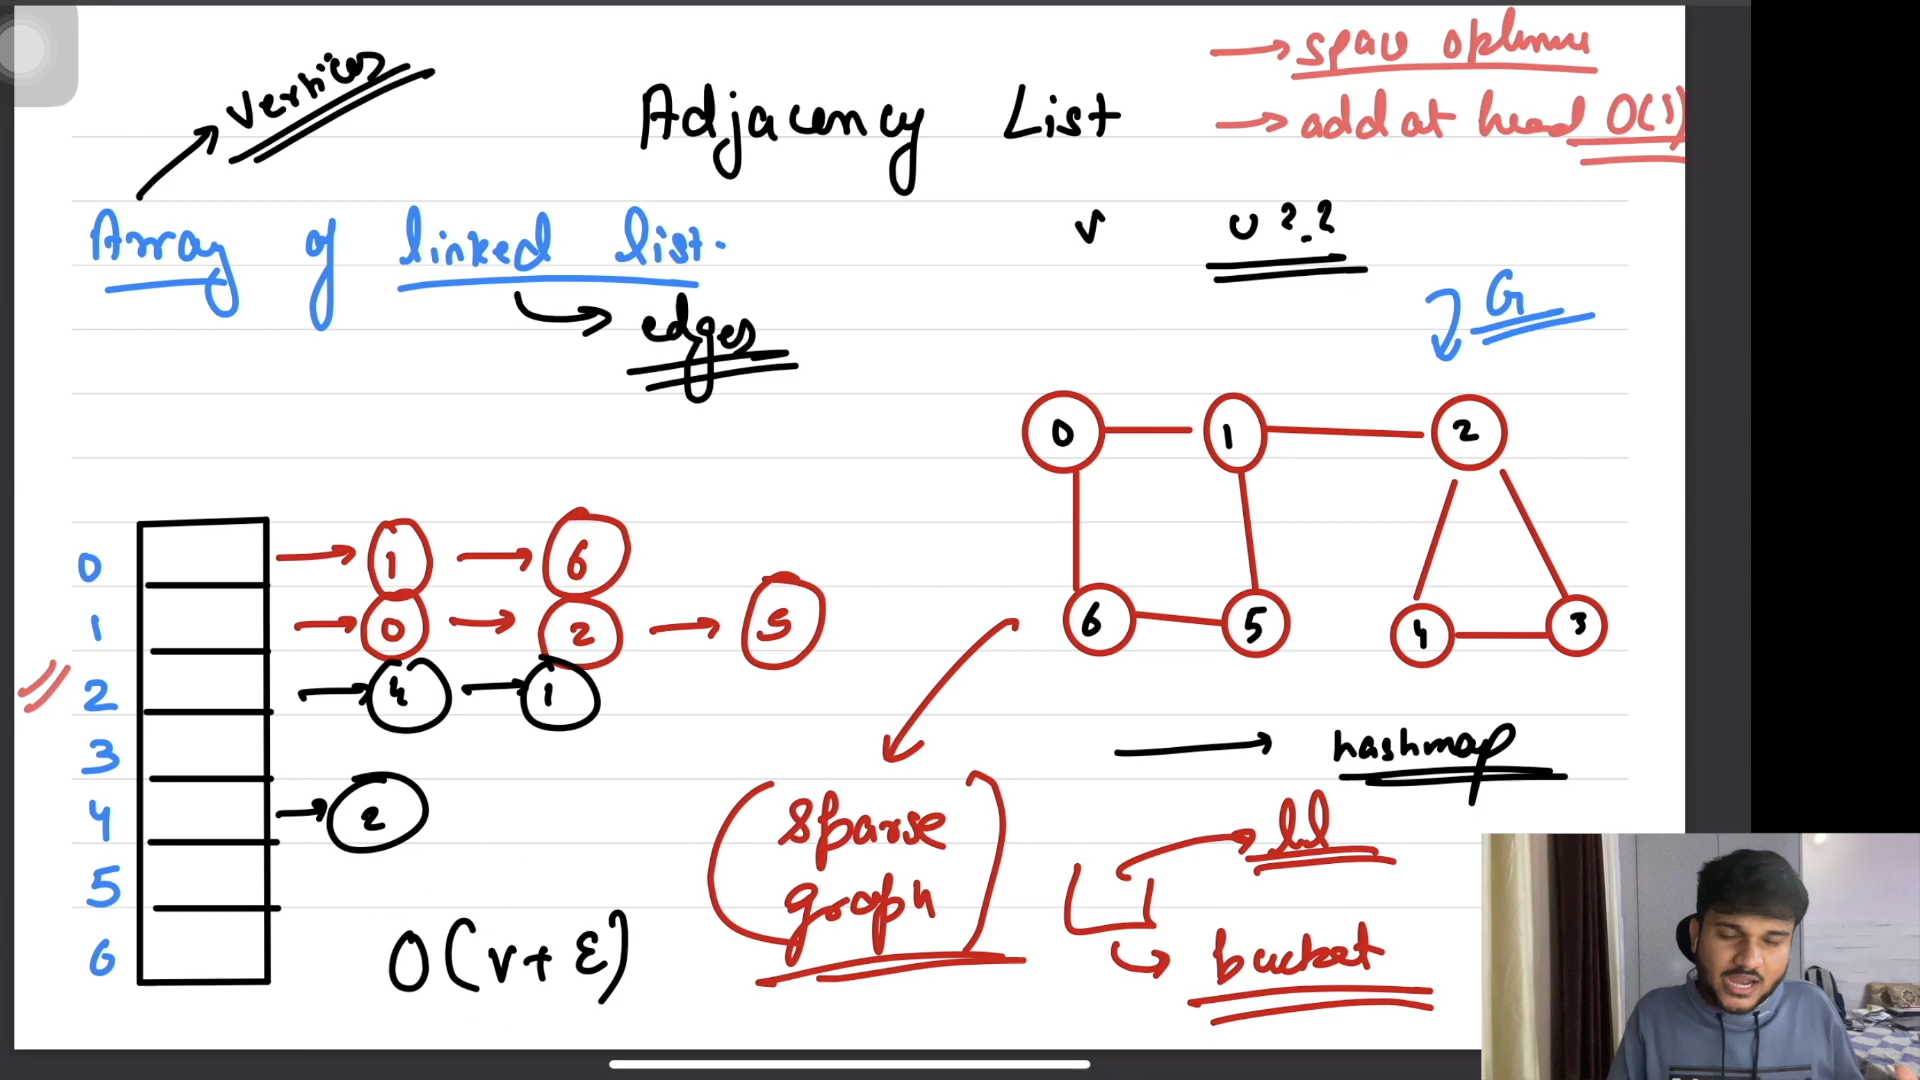 vertices
Adjacency List
→ space optimise
→ add at head O(1)
Array of linked list.
→ edges
v u ?.?
G
0 1 2
6 5 4 3
0 → 1 → 6
1 → 0 → 2 → 5
2 → 4 → 1
3
4 → 2
5
6
O(v+E)
(sparse
graph)
→ hashmap
ll
bucket